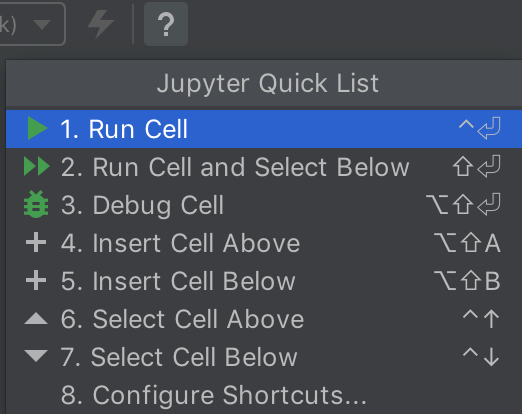 k)
?
Jupyter Quick List
1. Run Cell ⌃⏎
2. Run Cell and Select Below ⇧⏎
3. Debug Cell ⌥⇧⏎
4. Insert Cell Above ⌥⇧A
5. Insert Cell Below ⌥⇧B
6. Select Cell Above ⌃↑
7. Select Cell Below ⌃↓
8. Configure Shortcuts...